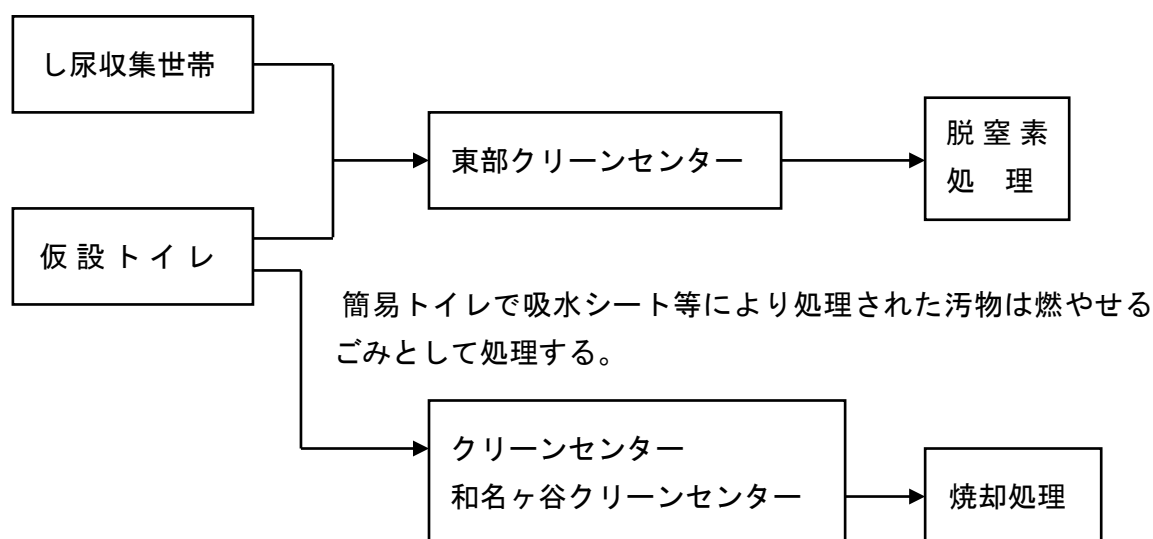 し尿収集世帯
東部クリーンセンター
脱窒素
処理
仮設トイレ
簡易トイレで吸水シート等により処理された汚物は燃やせる
ごみとして処理する。
クリーンセンター
和名ヶ谷クリーンセンター
焼却処理